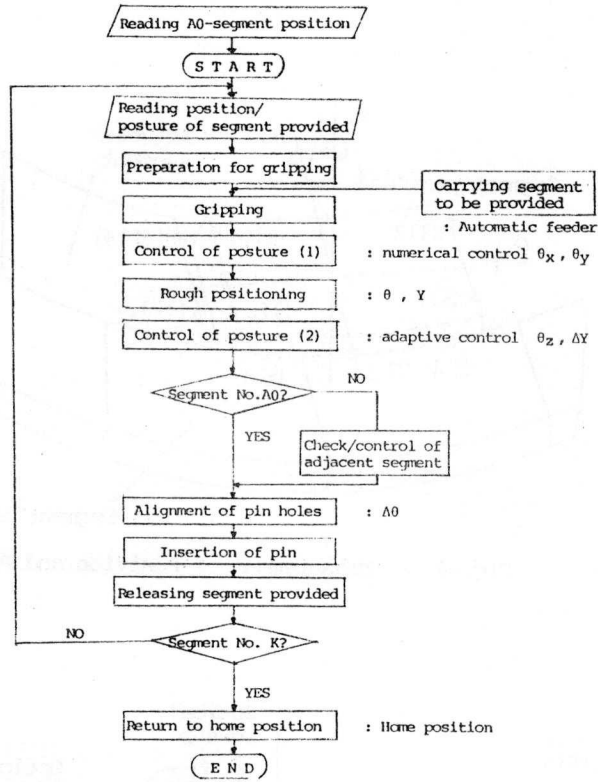 Reading A0-segment position
START
Reading position/
posture of segment provided
Preparation for gripping
Carrying segment
to be provided
: Automatic feeder
Gripping
Control of posture (1)
: numerical control θx, θy
Rough positioning
: θ , Y
Control of posture (2)
: adaptive control θz, ΔY
Segment No.A0?
NO
YES
Check/control of
adjacent segment
Alignment of pin holes
: Δθ
Insertion of pin
Releasing segment provided
NO
Segment No. K?
YES
Return to home position
: Home position
END